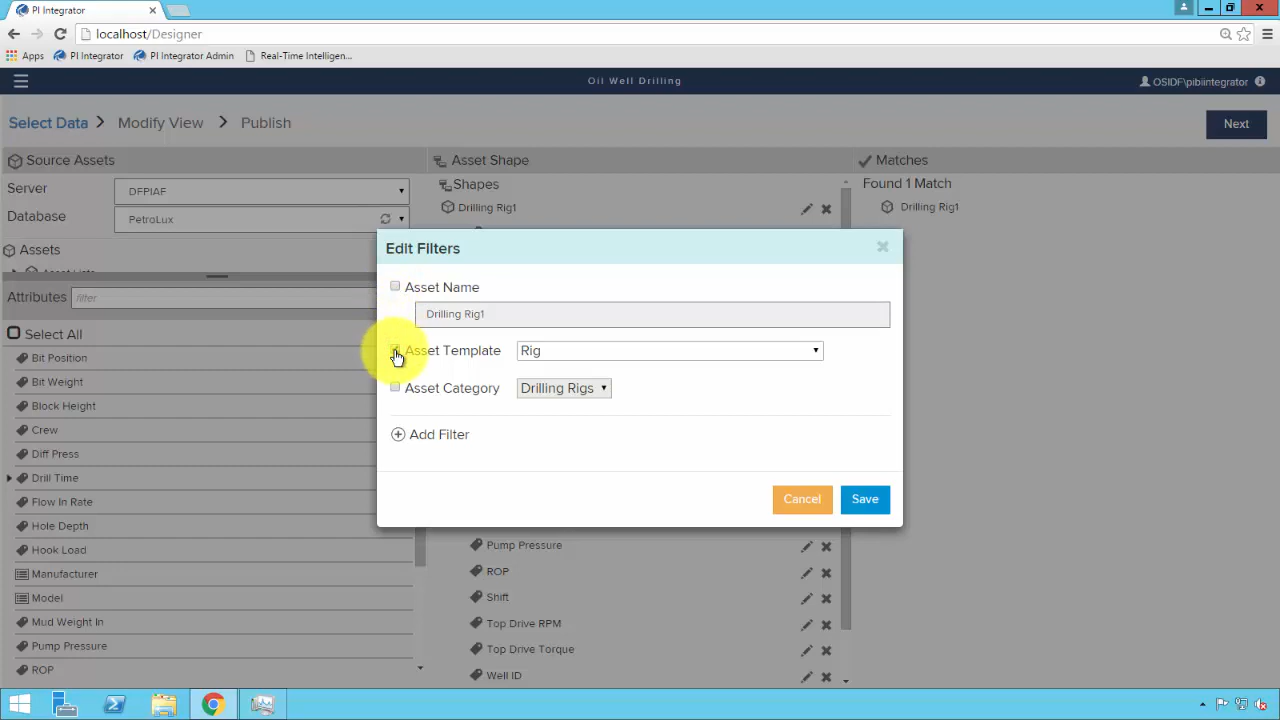 PI Integrator
localhost/Designer
Apps PI Integrator PI Integrator Admin Real-Time Intelligen...
Oil Well Drilling OSIDF\pibiintegrator
Select Data Modify View Publish Next
Source Assets
Server DFPIAF
Database PetroLux
Assets
Attributes filter
Select All
Bit Position
Bit Weight
Block Height
Crew
Diff Press
Drill Time
Flow In Rate
Hole Depth
Hook Load
Manufacturer
Model
Mud Weight In
Pump Pressure
ROP
Asset Shape
Shapes
Drilling Rig1
Edit Filters
Asset Name
Drilling Rig1
Asset Template Rig
Asset Category Drilling Rigs
Add Filter
Cancel Save
Pump Pressure
ROP
Shift
Top Drive RPM
Top Drive Torque
Well ID
Matches
Found 1 Match
Drilling Rig1